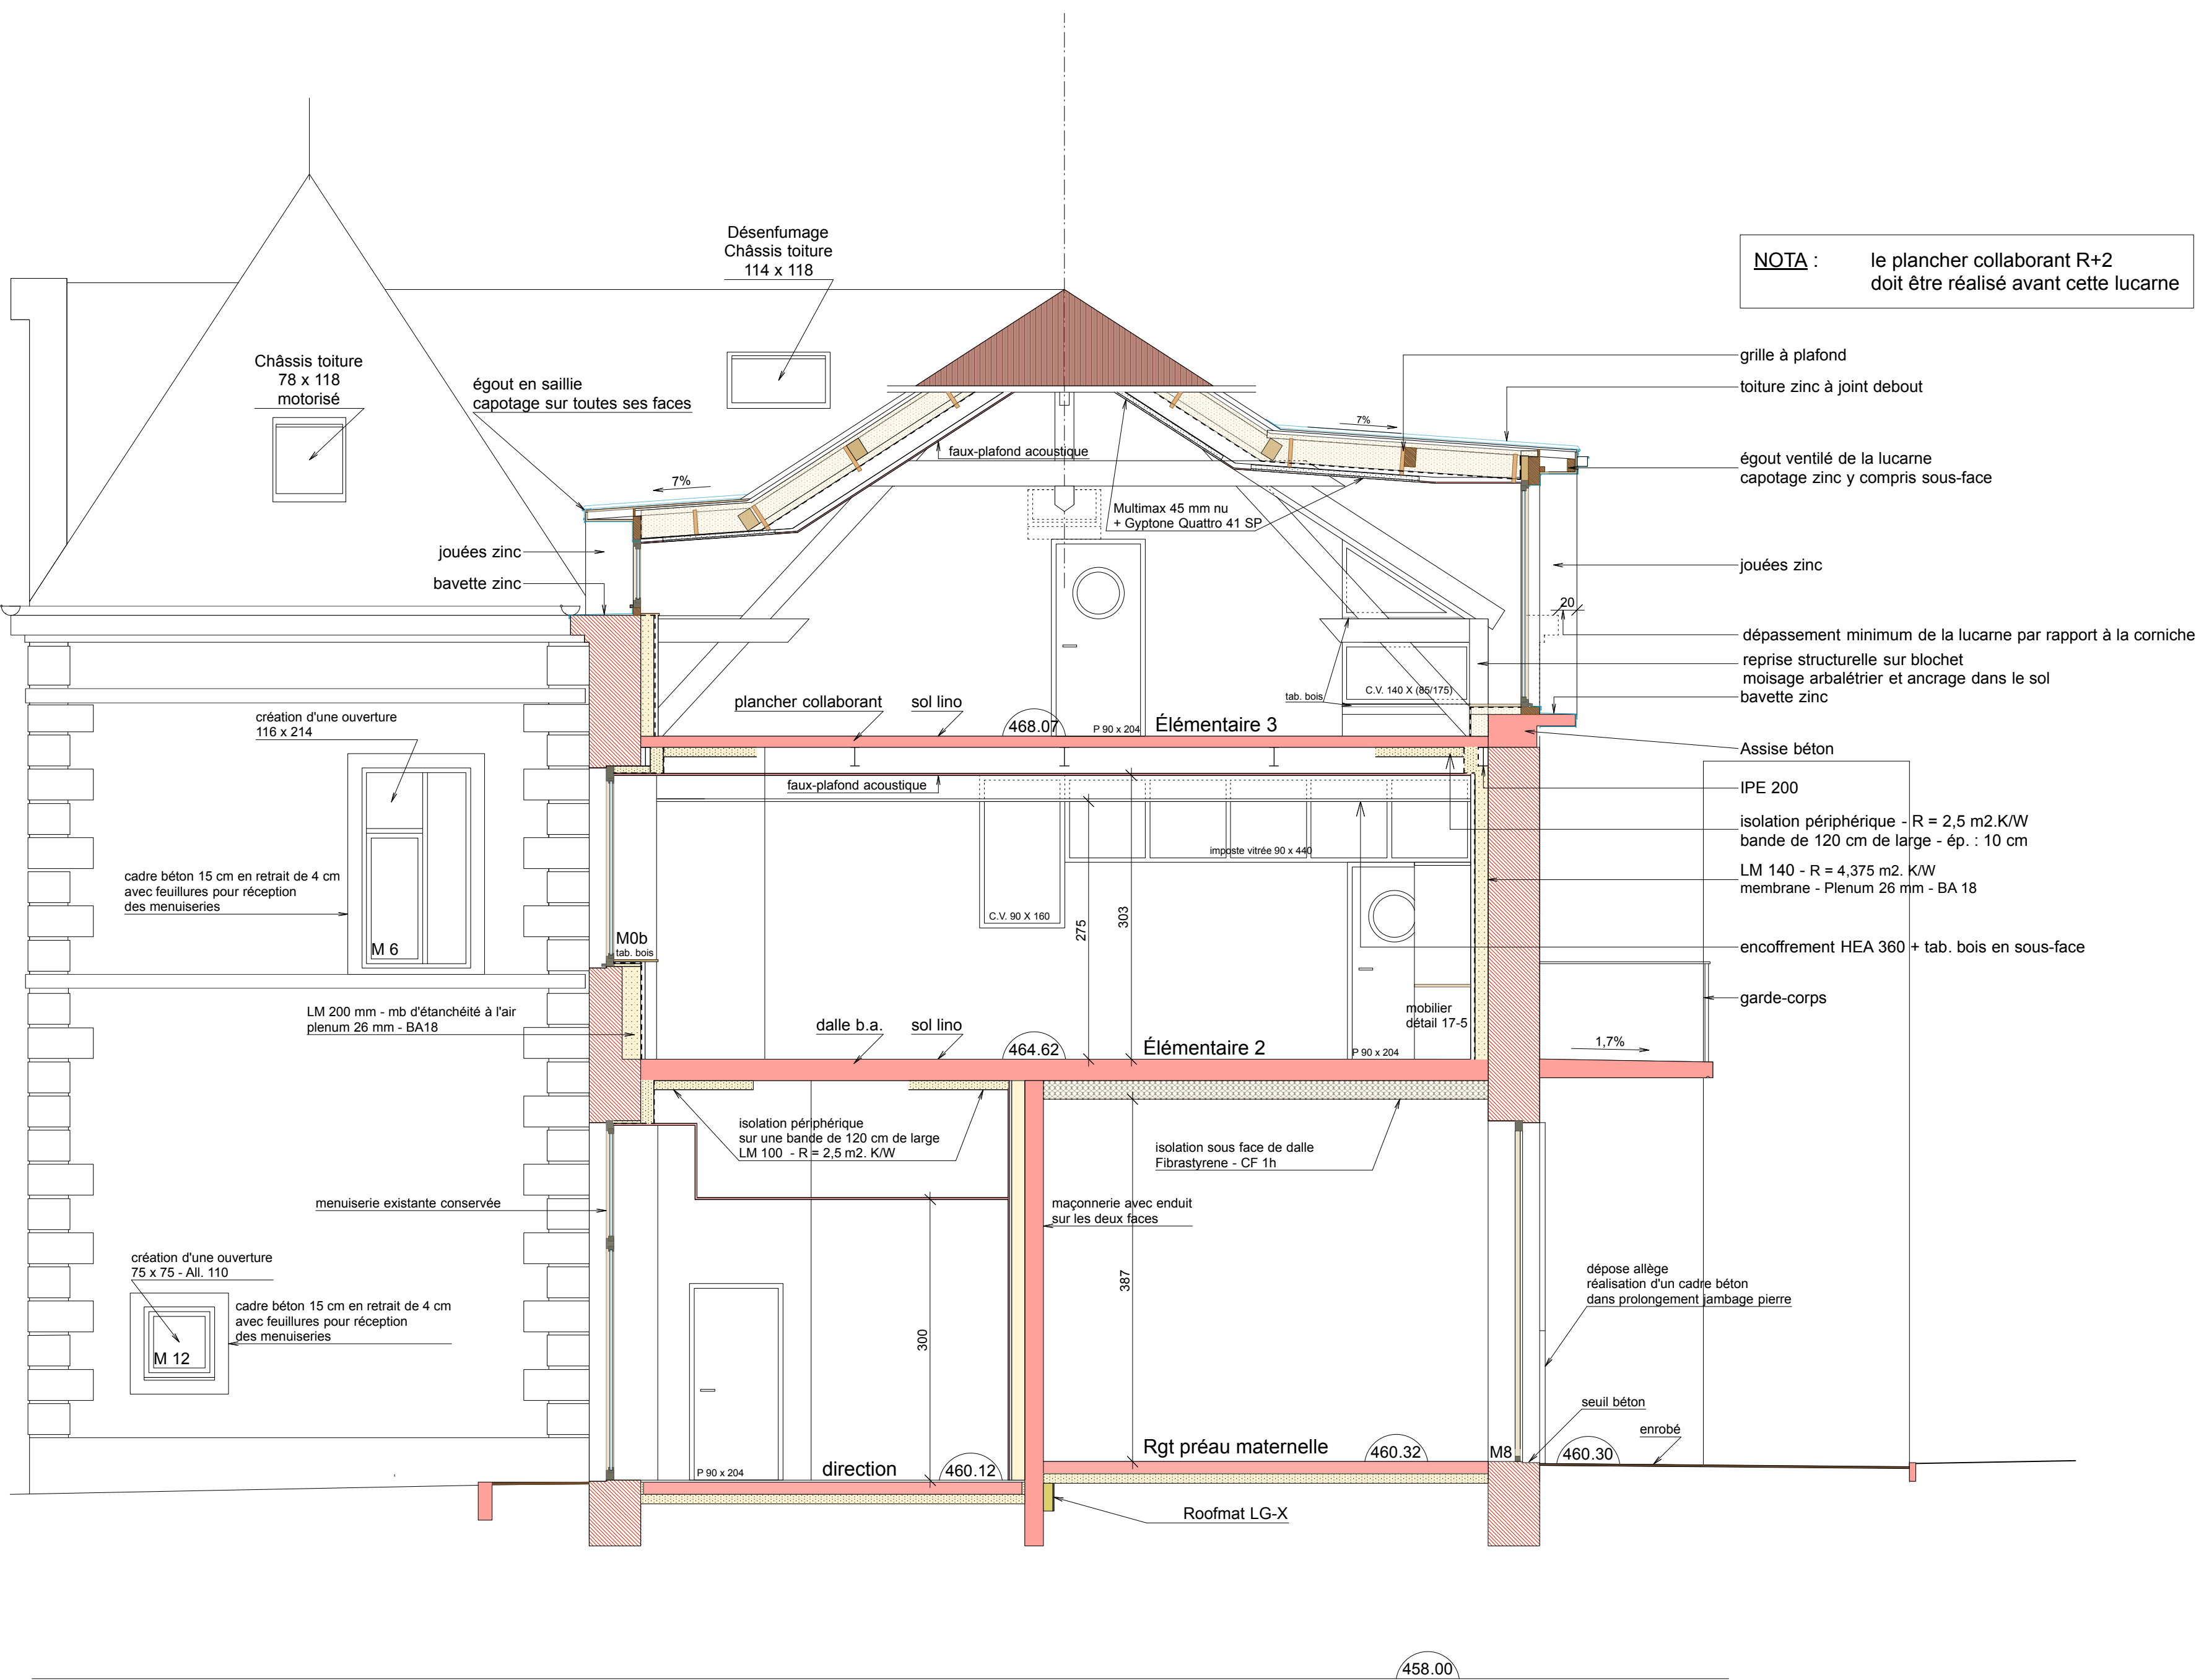 Désenfumage
Châssis toiture
114 x 118
NOTA :
le plancher collaborant R+2
doit être réalisé avant cette lucarne
Châssis toiture
78 x 118
motorisé
égout en saillie
capotage sur toutes ses faces
grille à plafond
toiture zinc à joint debout
7%
faux-plafond acoustique
égout ventilé de la lucarne
capotage zinc y compris sous-face
7%
Multimax 45 mm nu
+ Gyptone Quattro 41 SP
jouées zinc
bavette zinc
jouées zinc
20
dépassement minimum de la lucarne par rapport à la corniche
reprise structurelle sur blochet
moisage arbalétrier et ancrage dans le sol
bavette zinc
tab. bois
C.V. 140 X (85/175)
plancher collaborant
sol lino
468.07
P 90 x 204
Élémentaire 3
création d'une ouverture
116 x 214
Assise béton
faux-plafond acoustique
IPE 200
isolation périphérique - R = 2,5 m2.K/W
bande de 120 cm de large - ép. : 10 cm
imposte vitrée 90 x 440
LM 140 - R = 4,375 m2. K/W
membrane - Plenum 26 mm - BA 18
cadre béton 15 cm en retrait de 4 cm
avec feuillures pour réception
des menuiseries
C.V. 90 X 160
275
303
M 6
M0b
tab. bois
encoffrement HEA 360 + tab. bois en sous-face
garde-corps
LM 200 mm - mb d'étanchéité à l'air
plenum 26 mm - BA18
mobilier
détail 17-5
dalle b.a.
sol lino
464.62
Élémentaire 2
P 90 x 204
1,7%
isolation périphérique
sur une bande de 120 cm de large
LM 100 - R = 2,5 m2. K/W
isolation sous face de dalle
Fibrastyrene - CF 1h
menuiserie existante conservée
maçonnerie avec enduit
sur les deux faces
création d'une ouverture
75 x 75 - All. 110
cadre béton 15 cm en retrait de 4 cm
avec feuillures pour réception
des menuiseries
M 12
300
387
dépose allège
réalisation d'un cadre béton
dans prolongement jambage pierre
seuil béton
enrobé
P 90 x 204
direction
460.12
Rgt préau maternelle
460.32
M8
460.30
Roofmat LG-X
458.00